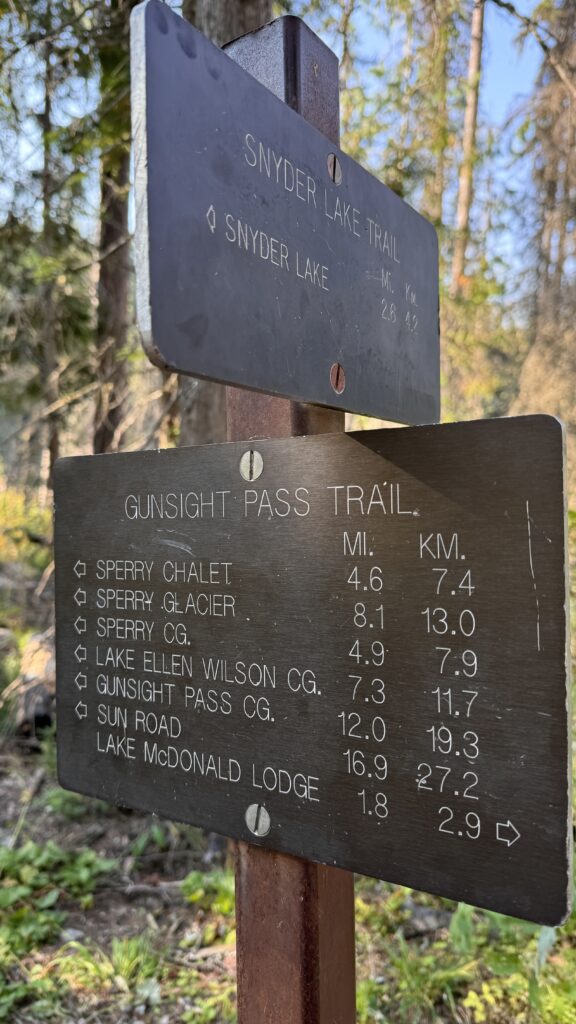 SNYDER LAKE TRAIL
MI. KM.
SNYDER LAKE 2.6 4.2
GUNSIGHT PASS TRAIL
MI. KM.
SPERRY CHALET 4.6 7.4
SPERRY GLACIER 8.1 13.0
SPERRY CG. 4.9 7.9
LAKE ELLEN WILSON CG. 7.3 11.7
GUNSIGHT PASS CG. 12.0 19.3
SUN ROAD 16.9 27.2
LAKE McDONALD LODGE 1.8 2.9